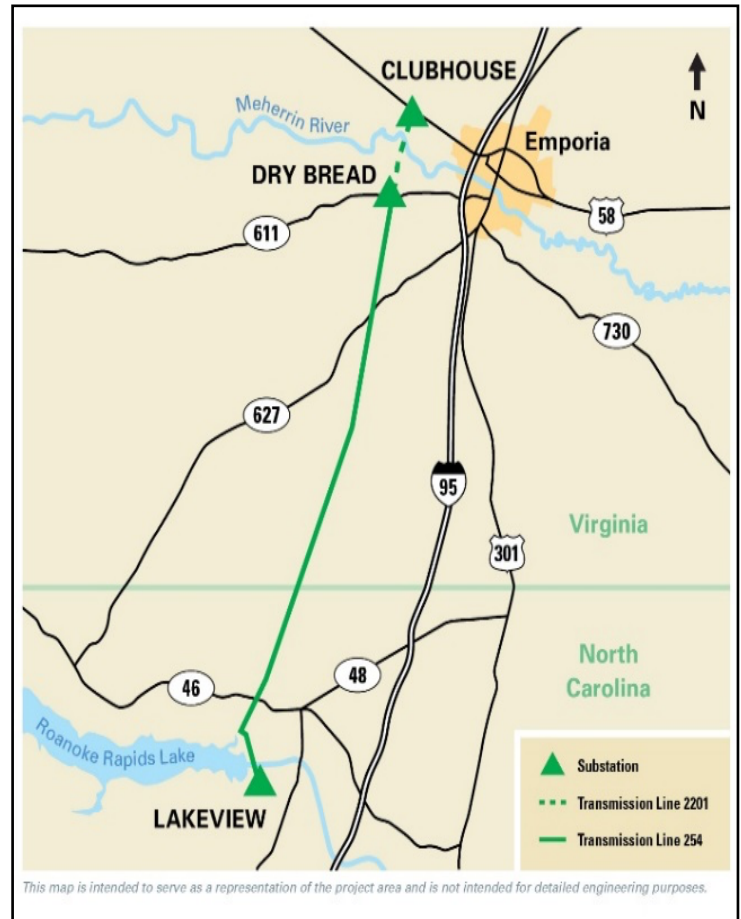 CLUBHOUSE
N
Meherrin River
Emporia
DRY BREAD
58
611
730
627
95
Virginia
301
North
Carolina
48
46
Roanoke Rapids Lake
LAKEVIEW
Substation
Transmission Line 2201
Transmission Line 254
This map is intended to serve as a representation of the project area and is not intended for detailed engineering purposes.